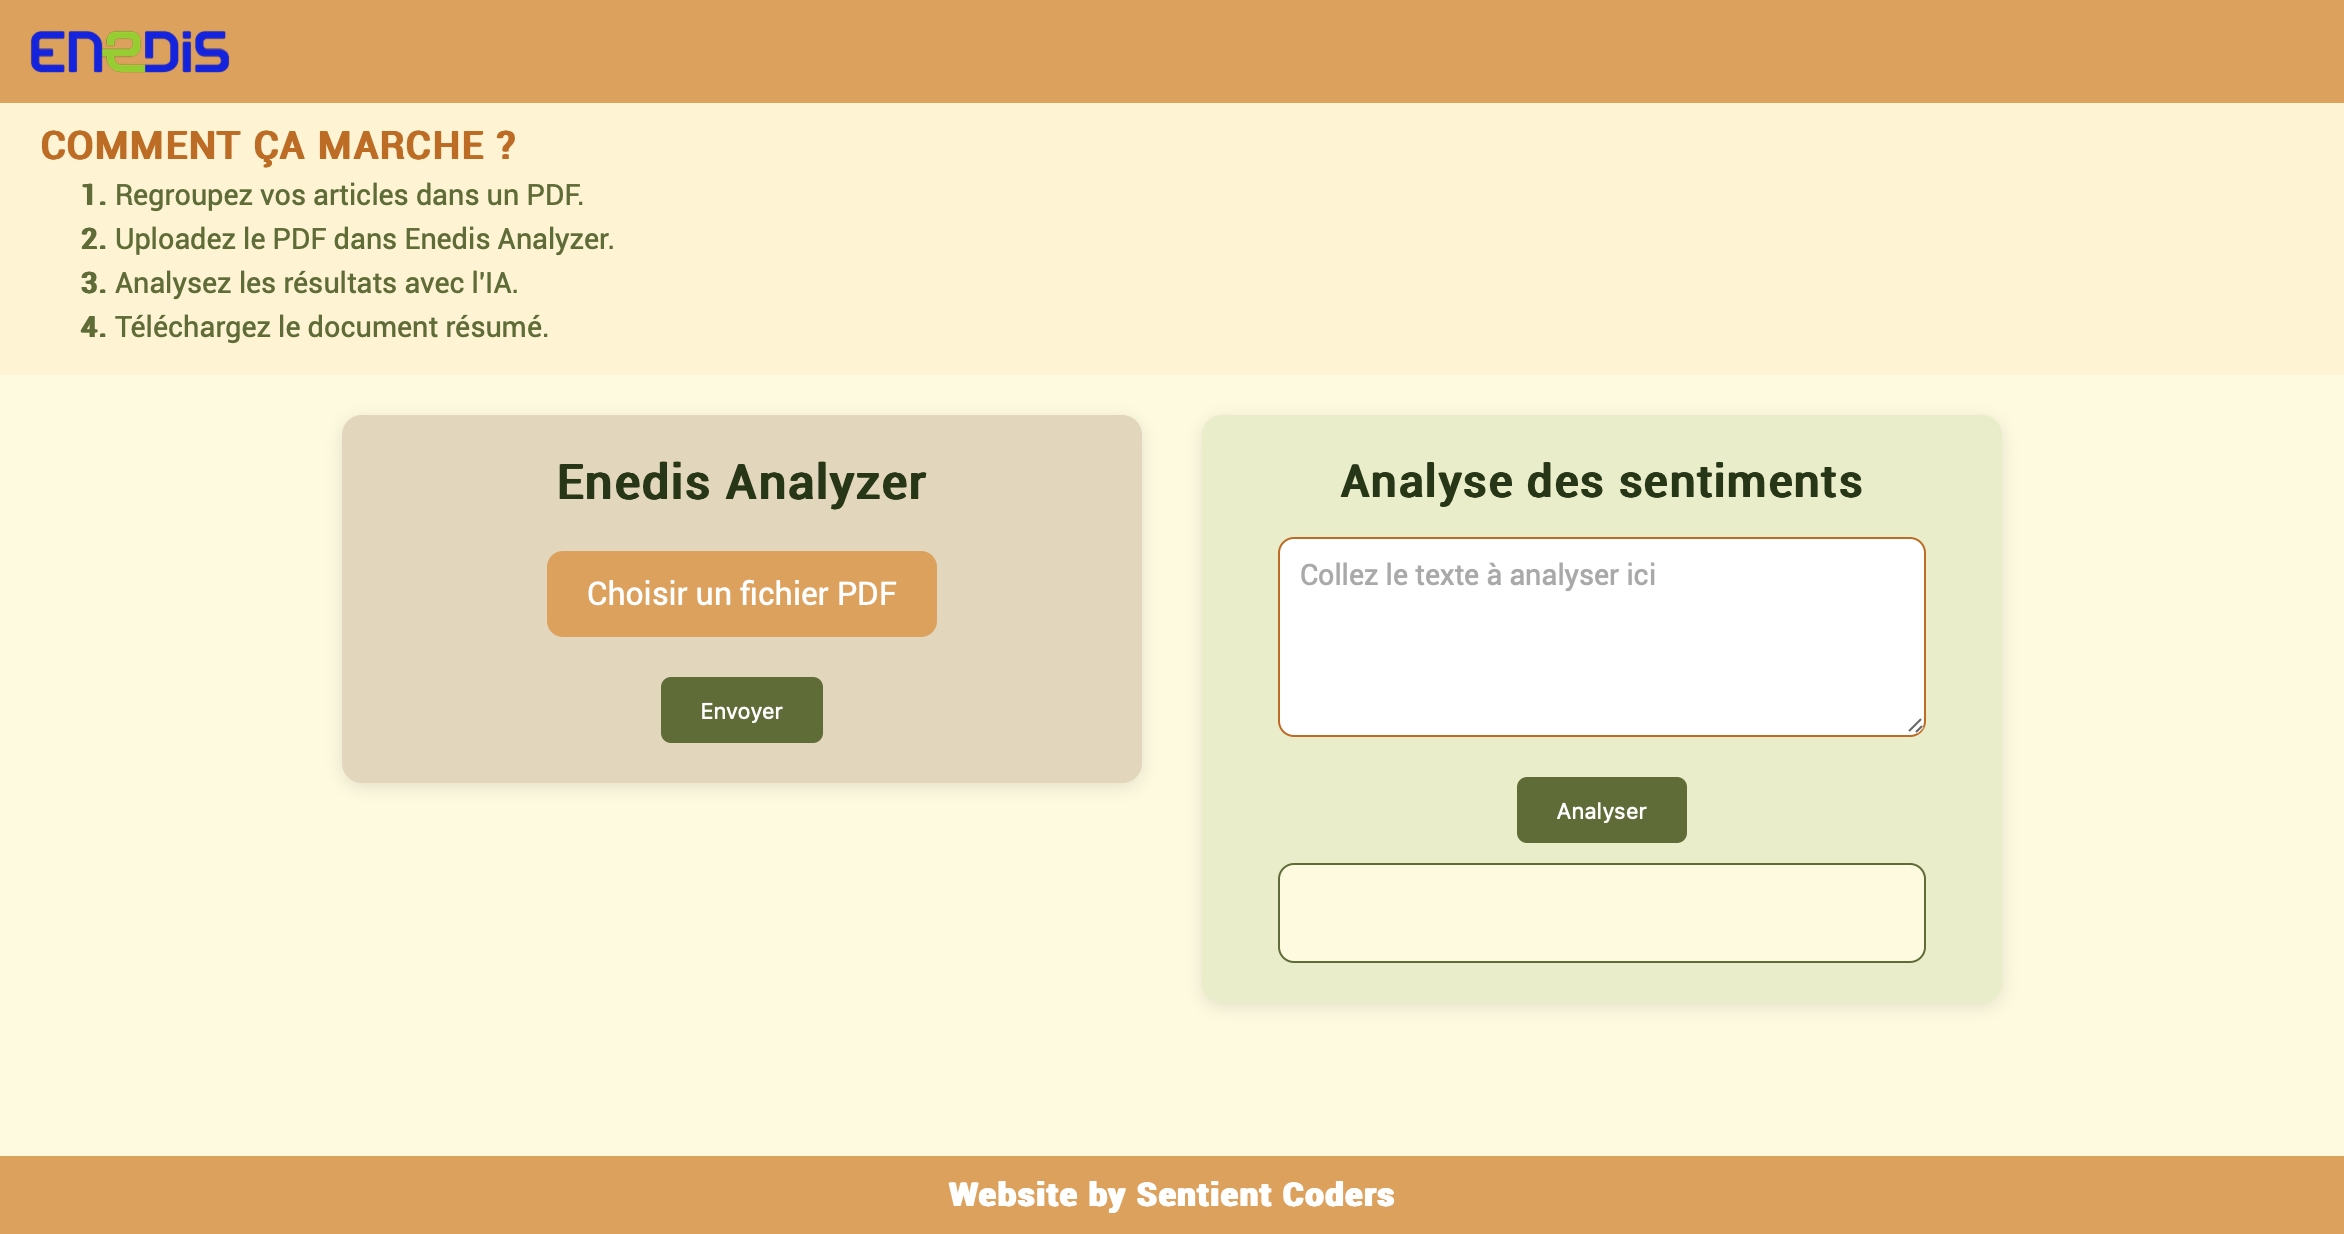 enedis
COMMENT ÇA MARCHE ?
1. Regroupez vos articles dans un PDF.
2. Uploadez le PDF dans Enedis Analyzer.
3. Analysez les résultats avec l'IA.
4. Téléchargez le document résumé.
Enedis Analyzer
Choisir un fichier PDF
Envoyer
Analyse des sentiments
Collez le texte à analyser ici
Analyser
Website by Sentient Coders